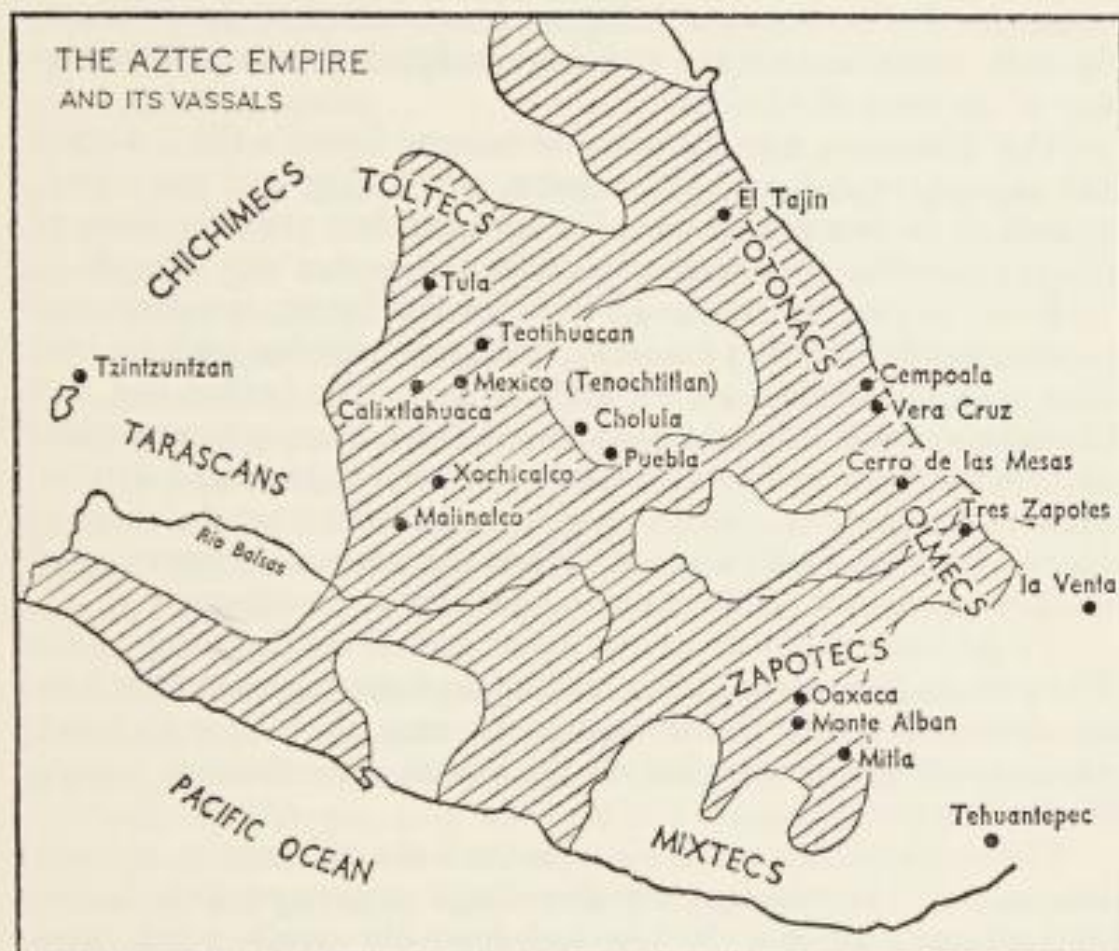 THE AZTEC EMPIRE
AND ITS VASSALS
CHICHIMECS
TOLTECS
El Tajin
TOTONACS
Tula
Teotihuacan
Tzintzuntzan
Mexico (Tenochtitlan)
Cempoala
Calixtlahuaca
Vera Cruz
Cholula
TARASCANS
Puebla
Cerro de las Mesas
Xochicalco
Tres Zapotes
Malinalco
OLMECS
Rio Balsas
la Venta
ZAPOTECS
Oaxaca
Monte Alban
Mitla
PACIFIC OCEAN
MIXTECS
Tehuantepec